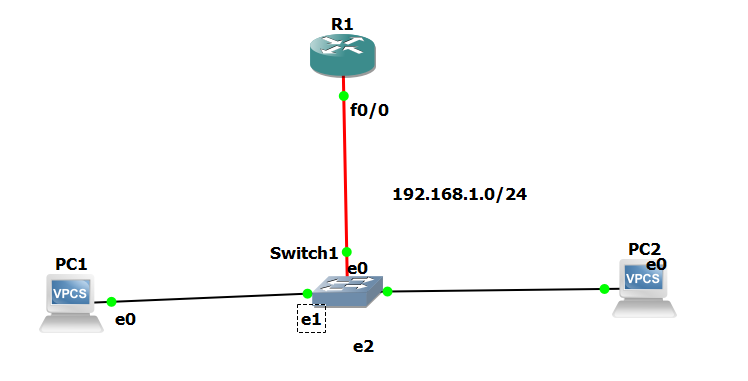 R1
f0/0
192.168.1.0/24
Switch1
e0
PC1
VPCS
e0
e1
e2
PC2
e0
VPCS